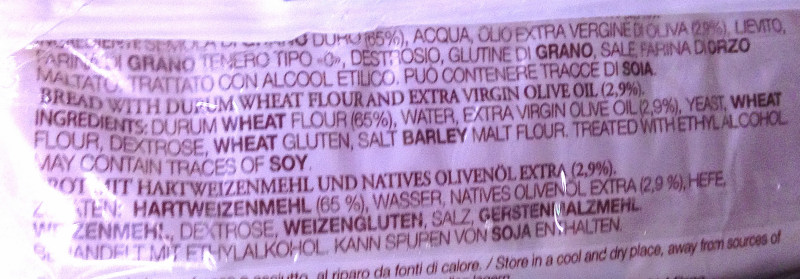 SEMOLA DI GRANO DURO (65%), ACQUA, OLIO EXTRA VERGINE DI OLIVA (2,9%), LIEVITO,
FARINA DI GRANO TENERO TIPO «0», DESTROSIO, GLUTINE DI GRANO, SALE, FARINA DI ORZO
MALTATO, TRATTATO CON ALCOOL ETILICO. PUÒ CONTENERE TRACCE DI SOIA.
BREAD WITH DURUM WHEAT FLOUR AND EXTRA VIRGIN OLIVE OIL (2,9%).
INGREDIENTS: DURUM WHEAT FLOUR (65%), WATER, EXTRA VIRGIN OLIVE OIL (2,9%), YEAST, WHEAT
FLOUR, DEXTROSE, WHEAT GLUTEN, SALT BARLEY MALT FLOUR. TREATED WITH ETHYL ALCOHOL
MAY CONTAIN TRACES OF SOY.
MIT HARTWEIZENMEHL UND NATIVES OLIVENÖL EXTRA (2,9%).
HARTWEIZENMEHL (65 %), WASSER, NATIVES OLIVENÖL EXTRA (2,9 %), HEFE,
WEIZENMEHL, DEXTROSE, WEIZENGLUTEN, SALZ, GERSTENMALZMEHL.
BEHANDELT MIT ETHYLALKOHOL. KANN SPUREN VON SOJA ENTHALTEN.
asciutto, al riparo da fonti di calore. / Store in a cool and dry place, away from sources of